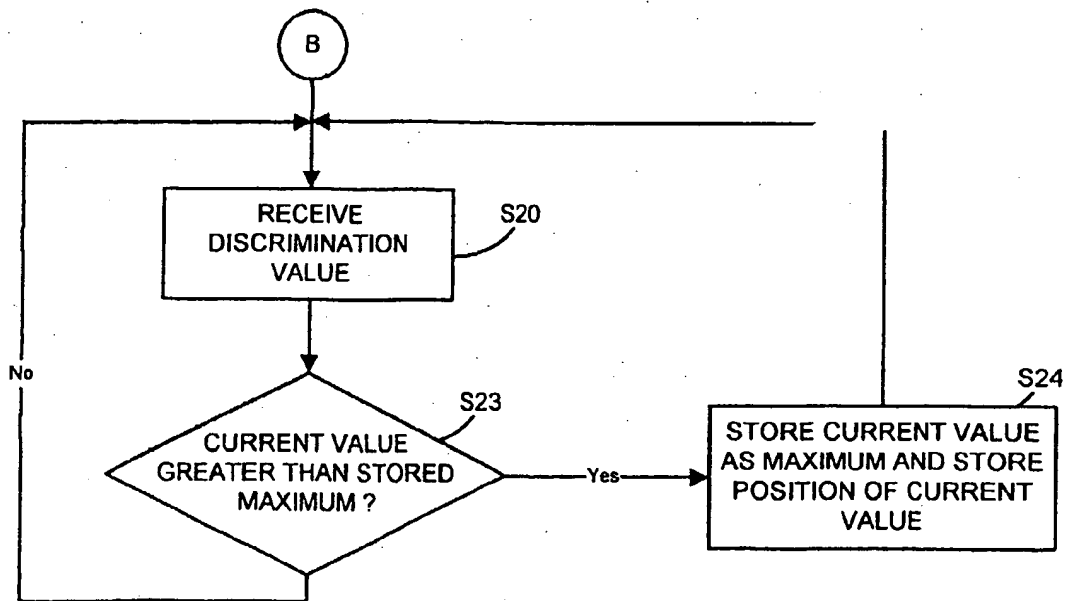 B
RECEIVE
DISCRIMINATION
VALUE
S20
No
S23
CURRENT VALUE
GREATER THAN STORED
MAXIMUM ?
Yes
S24
STORE CURRENT VALUE
AS MAXIMUM AND STORE
POSITION OF CURRENT
VALUE